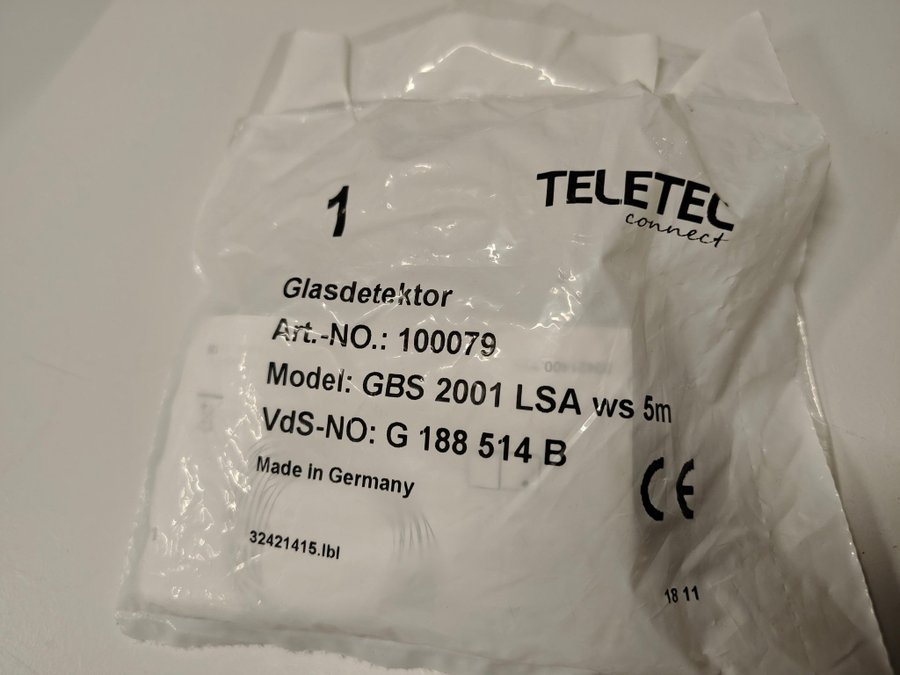 1
TELETEC
connect
Glasdetektor
Art.-NO.: 100079
Model: GBS 2001 LSA ws 5m
VdS-NO: G 188 514 B
Made in Germany
CE
32421415.lbl
18 11